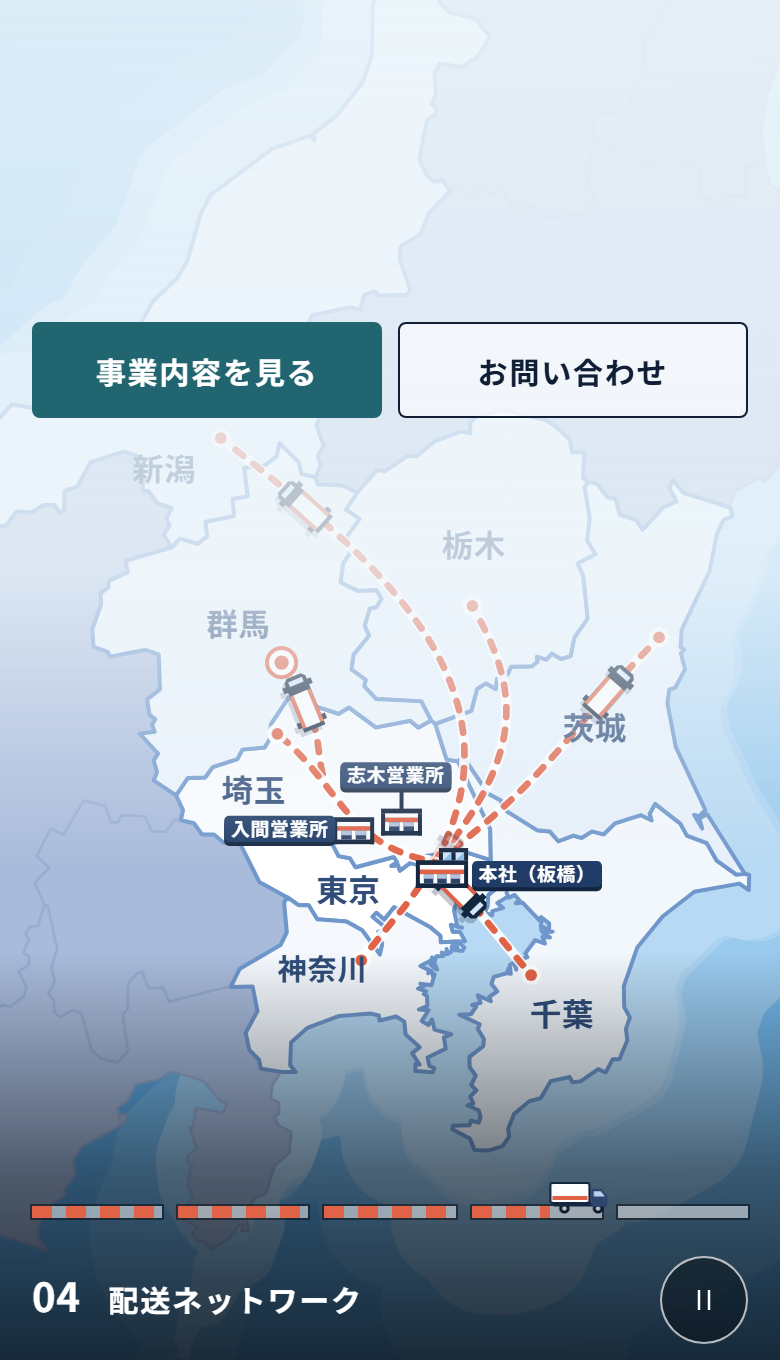 事業内容を見る
お問い合わせ
新潟
栃木
群馬
茨城
志木営業所
埼玉
入間営業所
本社（板橋）
東京
神奈川
千葉
04 配送ネットワーク